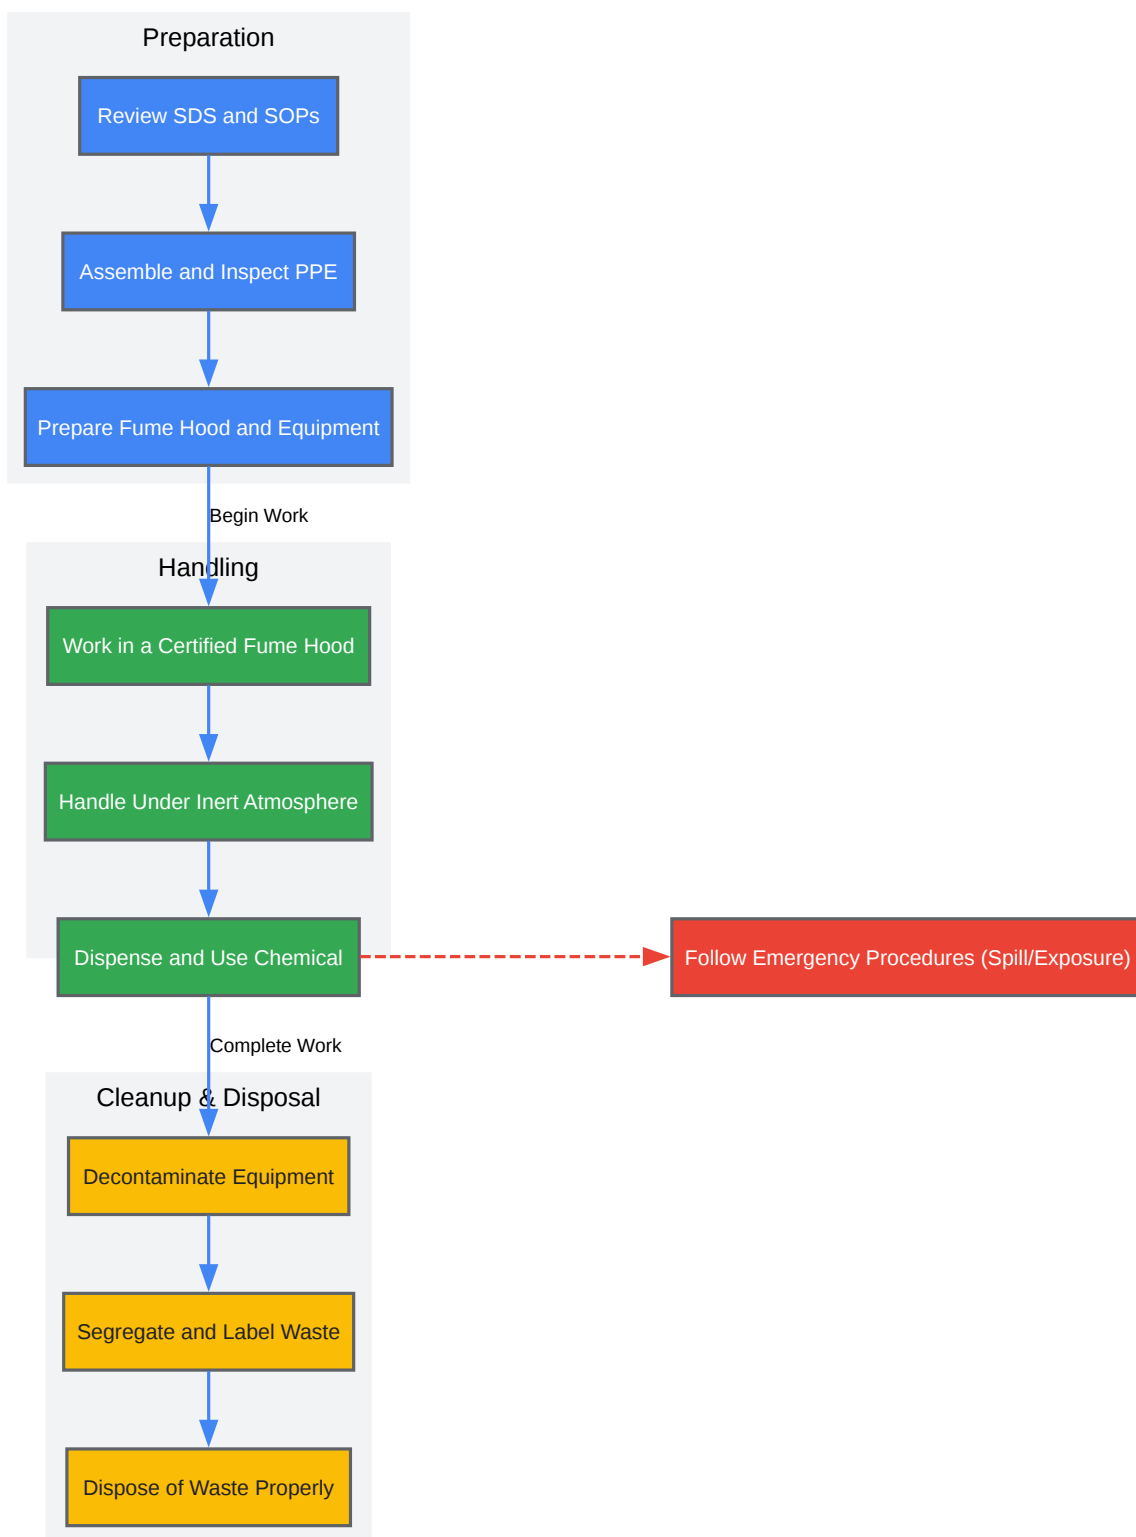 Preparation
Review SDS and SOPs
Assemble and Inspect PPE
Prepare Fume Hood and Equipment
Begin Work
Handling
Work in a Certified Fume Hood
Handle Under Inert Atmosphere
Dispense and Use Chemical
Follow Emergency Procedures (Spill/Exposure)
Complete Work
Cleanup & Disposal
Decontaminate Equipment
Segregate and Label Waste
Dispose of Waste Properly